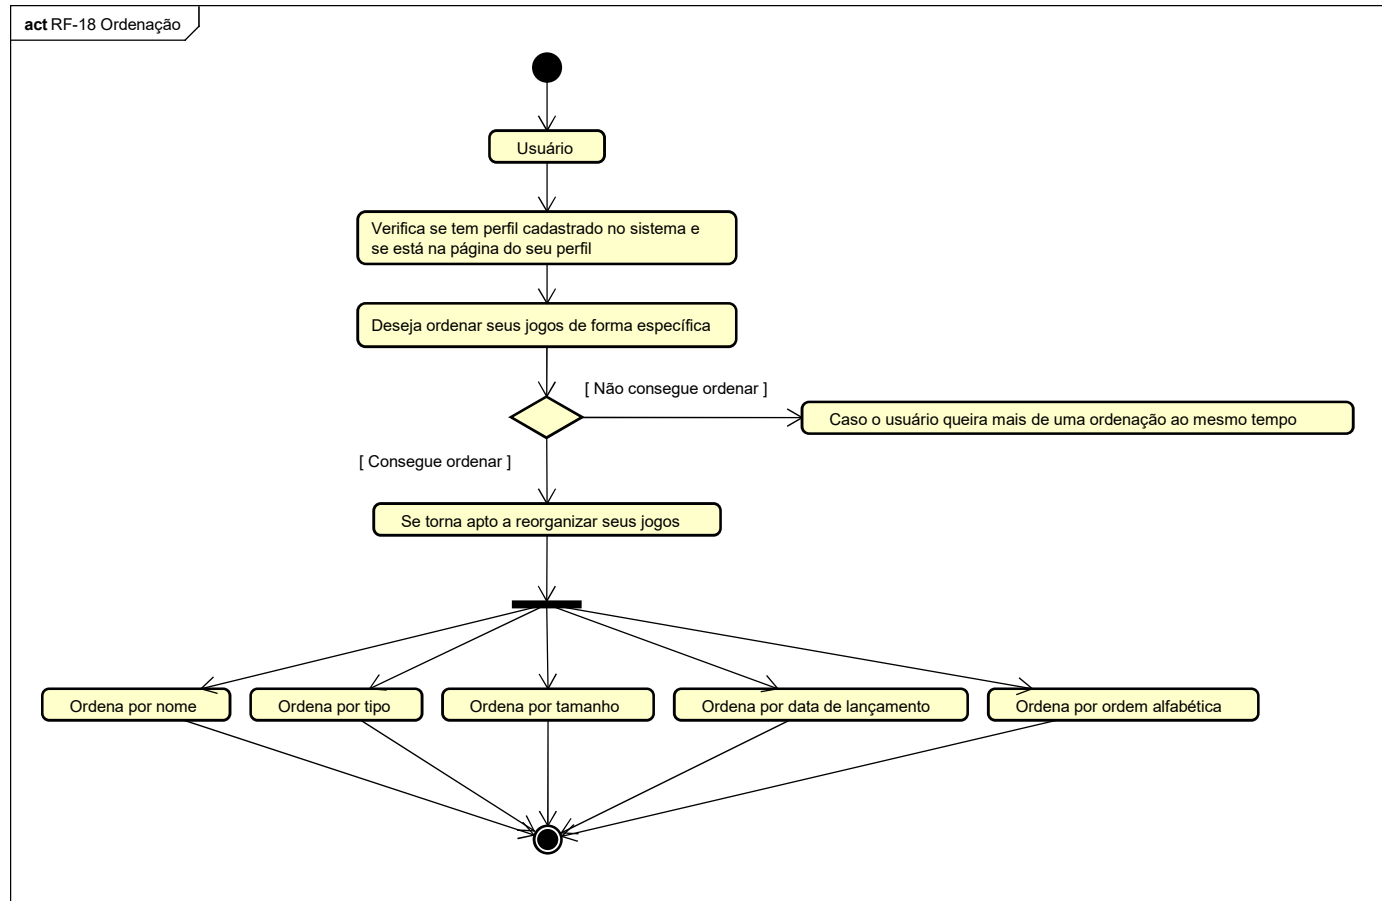 act RF-18 Ordenação
Usuário
Verifica se tem perfil cadastrado no sistema e
se está na página do seu perfil
Deseja ordenar seus jogos de forma específica
[ Não consegue ordenar ]
Caso o usuário queira mais de uma ordenação ao mesmo tempo
[ Consegue ordenar ]
Se torna apto a reorganizar seus jogos
Ordena por nome
Ordena por tipo
Ordena por tamanho
Ordena por data de lançamento
Ordena por ordem alfabética